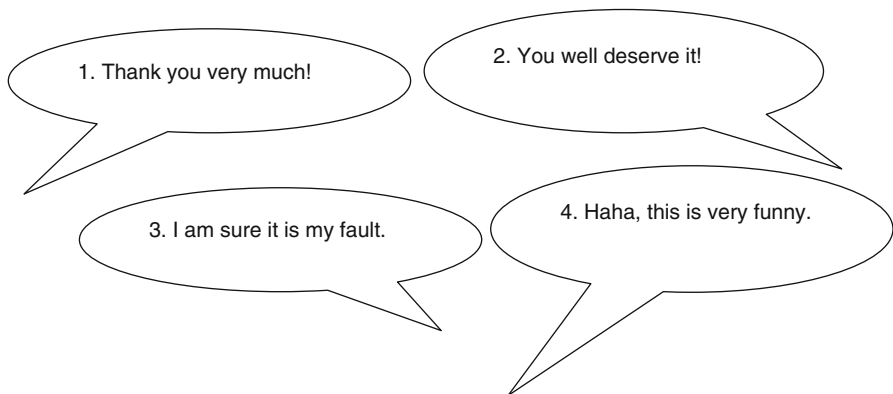 1. Thank you very much!
2. You well deserve it!
3. I am sure it is my fault.
4. Haha, this is very funny.